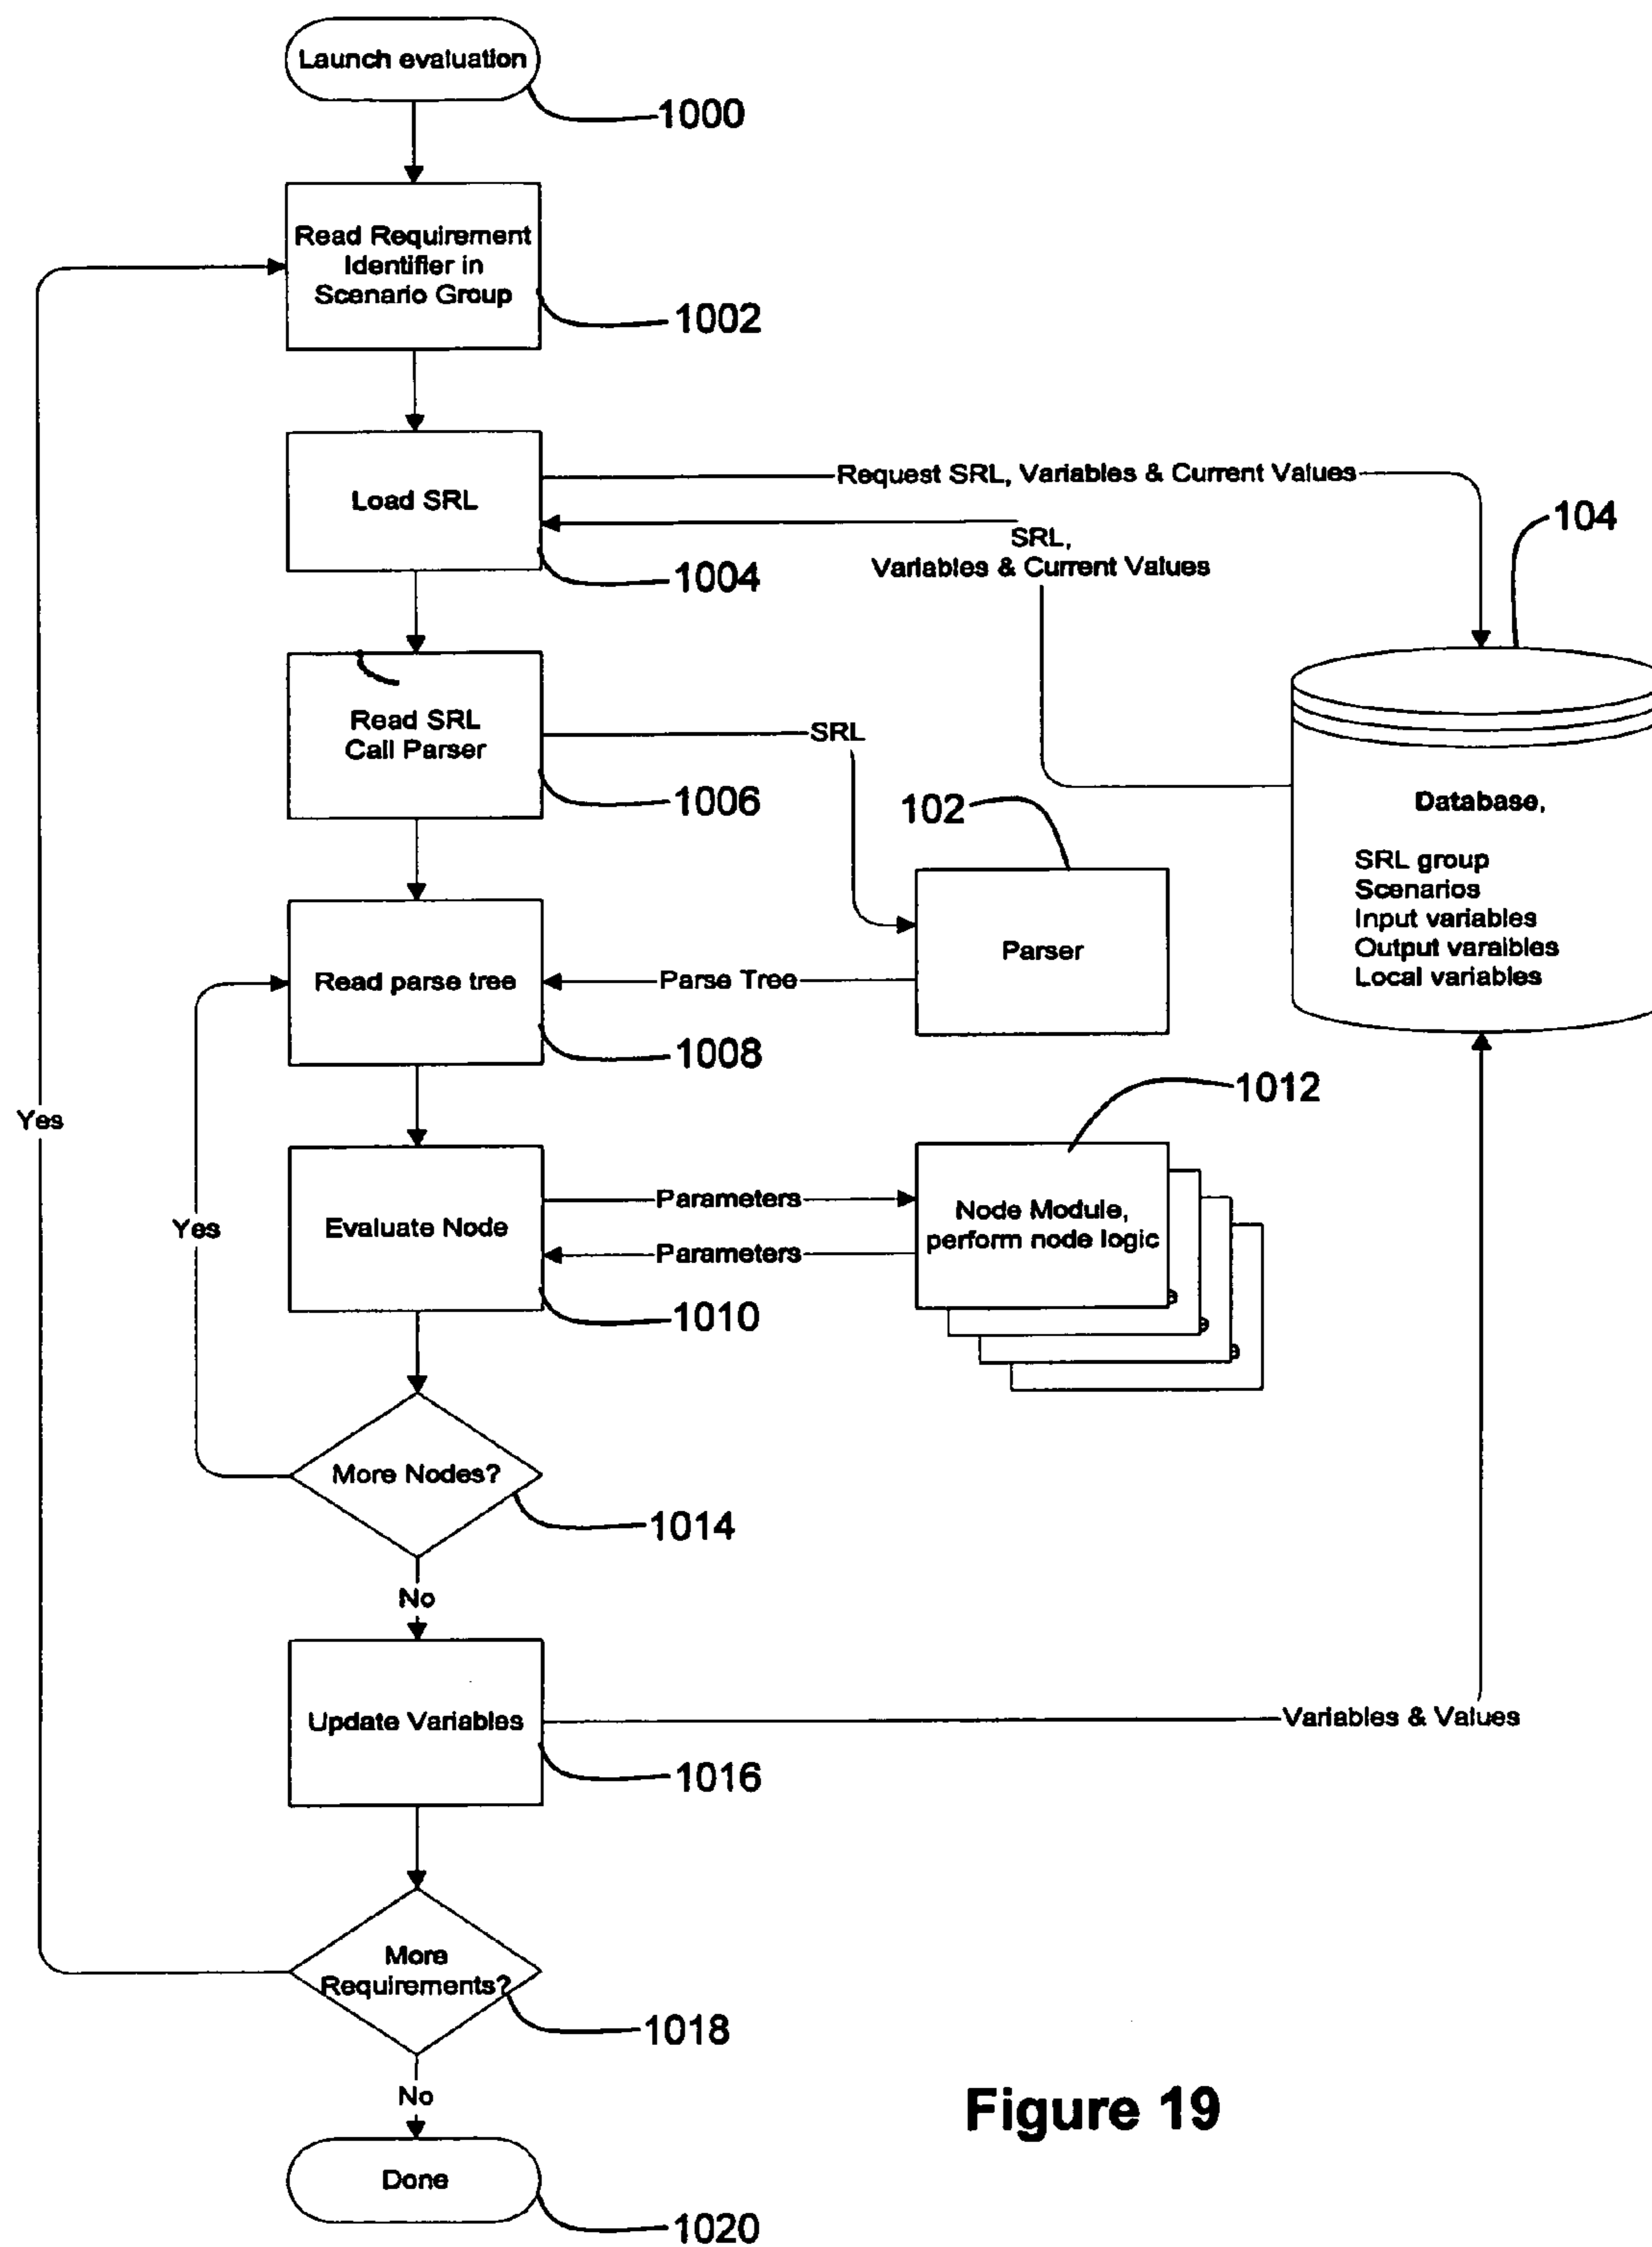 Launch evaluation
1000
Read Requirement
Identifier in
Scenario Group
1002
Load SRL
1004
Request SRL, Variables & Current Values
SRL,
Variables & Current Values
104
Read SRL
Call Parser
1006
SRL
102
Parser
Database,
SRL group
Scenarios
Input variables
Output varaibles
Local variables
Read parse tree
Parse Tree
1008
1012
Yes
Evaluate Node
Parameters
Parameters
Node Module,
perform node logic
e
e
e
1010
Yes
More Nodes?
1014
No
Update Variables
Variables & Values
1016
More
Requirements?
1018
No
Figure 19
Done
1020